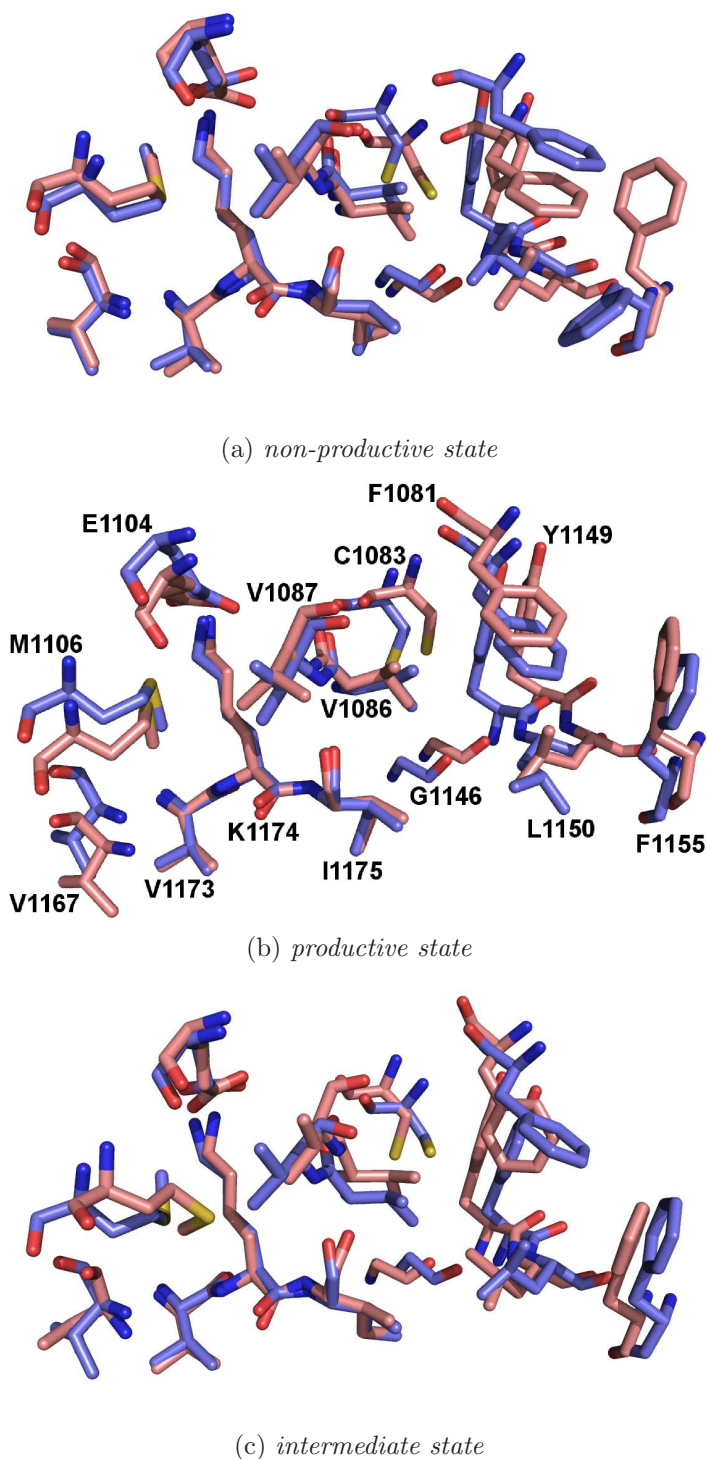 (a) non-productive state
F1081
E1104
Y1149
C1083
V1087
M1106
V1086
G1146
K1174
L1150
I1175
F1155
V1173
V1167
(b) productive state
(c) intermediate state